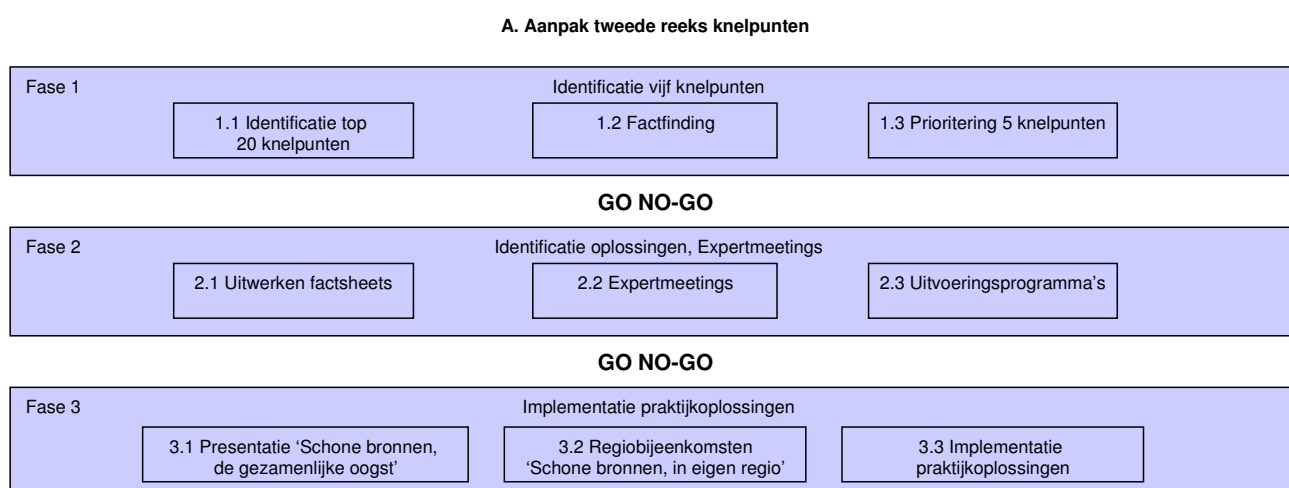 A. Aanpak tweede reeks knelpunten
Fase 1
Identificatie vijf knelpunten
1.1 Identificatie top
20 knelpunten
1.2 Factfinding
1.3 Prioritering 5 knelpunten
GO NO-GO
Fase 2
Identificatie oplossingen, Expertmeetings
2.1 Uitwerken factsheets
2.2 Expertmeetings
2.3 Uitvoeringsprogramma's
GO NO-GO
Fase 3
Implementatie praktijkoplossingen
3.1 Presentatie ‘Schone bronnen,
de gezamenlijke oogst’
3.2 Regiobijeenkomsten
‘Schone bronnen, in eigen regio’
3.3 Implementatie
praktijkoplossingen